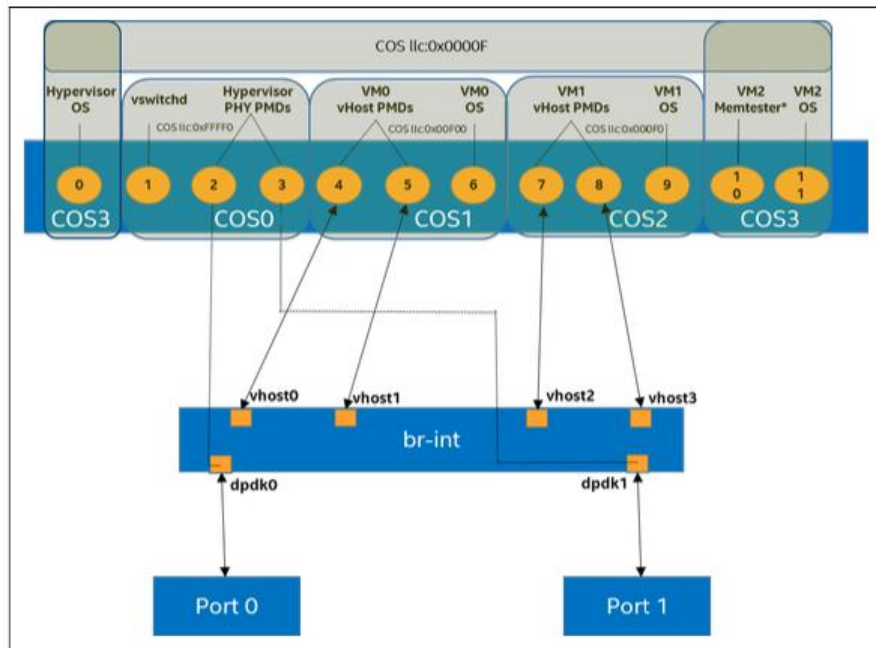 COS llc:0x0000F
Hypervisor
OS
vswitchd
Hypervisor
PHY PMDs
VM0
vHost PMDs
VM0
OS
VM1
vHost PMDs
VM1
OS
VM2
Memtester*
VM2
OS
COS llc:0xFFFF0
COS llc:0x00F00
COS llc:0x000F0
0
1
2
3
4
5
6
7
8
9
1
0
1
1
COS3
COS0
COS1
COS2
COS3
vhost0
vhost1
vhost2
vhost3
br-int
dpdk0
dpdk1
Port 0
Port 1